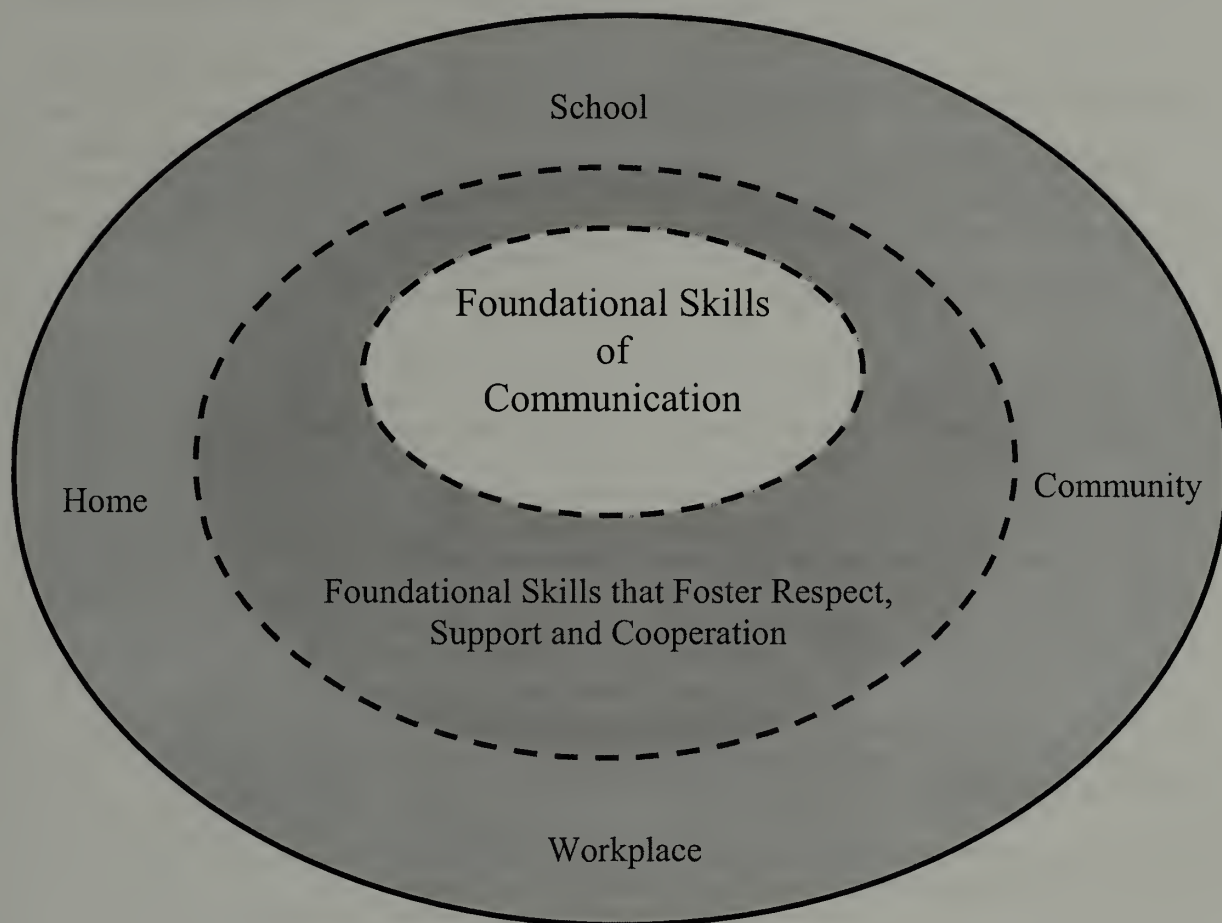 School
Foundational Skills
of
Communication
Home
Community
Foundational Skills that Foster Respect,
Support and Cooperation
Workplace